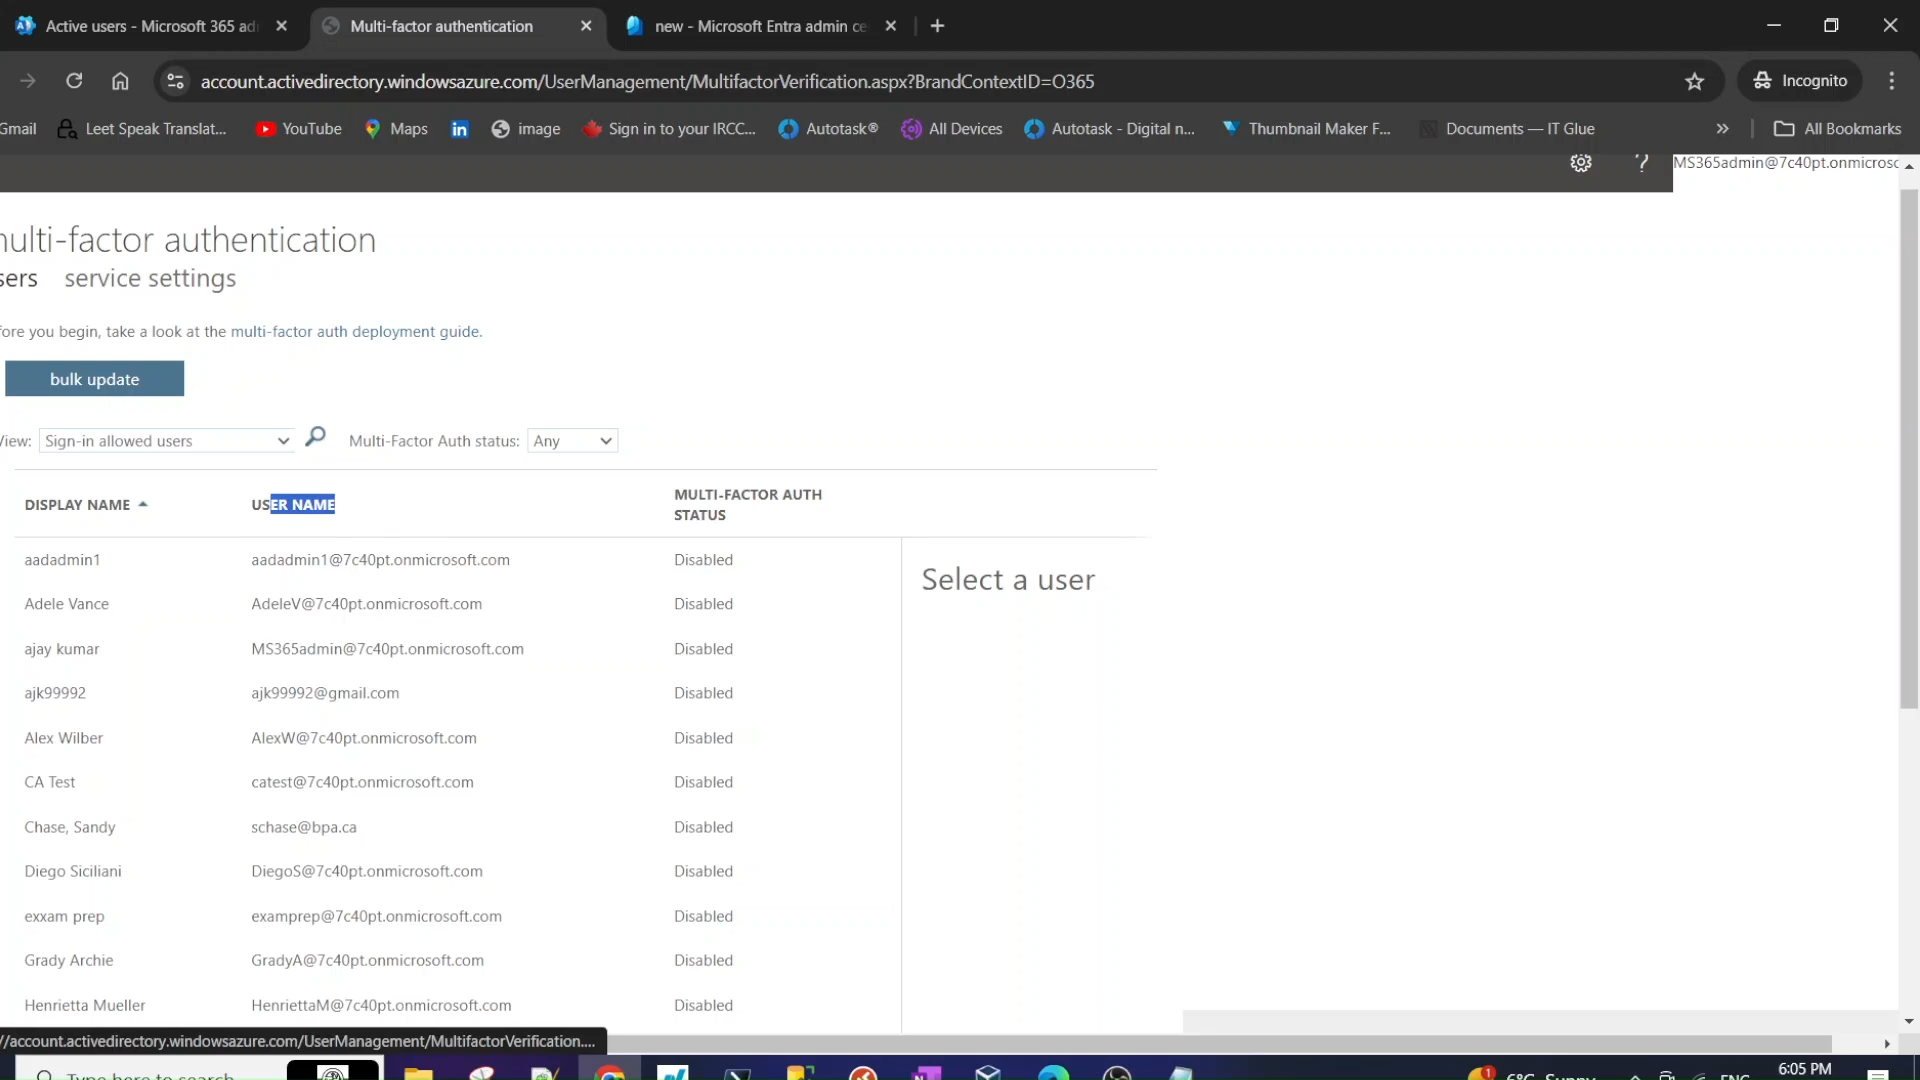 Active users - Microsoft 365 ad
Multi-factor authentication
new - Microsoft Entra admin ce
account.activedirectory.windowsazure.com/UserManagement/MultifactorVerification.aspx?BrandContextID=O365
Incognito
Gmail
Leet Speak Translat...
YouTube
Maps
image
Sign in to your IRCC...
Autotask®
All Devices
Autotask - Digital n...
Thumbnail Maker F...
Documents — IT Glue
All Bookmarks
MS365admin@7c40pt.onmicrosc
multi-factor authentication
sers service settings
fore you begin, take a look at the multi-factor auth deployment guide.
bulk update
View: Sign-in allowed users Multi-Factor Auth status: Any
DISPLAY NAME USER NAME MULTI-FACTOR AUTH
STATUS
aadadmin1 aadadmin1@7c40pt.onmicrosoft.com Disabled
Select a user
Adele Vance AdeleV@7c40pt.onmicrosoft.com Disabled
ajay kumar MS365admin@7c40pt.onmicrosoft.com Disabled
ajk99992 ajk99992@gmail.com Disabled
Alex Wilber AlexW@7c40pt.onmicrosoft.com Disabled
CA Test catest@7c40pt.onmicrosoft.com Disabled
Chase, Sandy schase@bpa.ca Disabled
Diego Siciliani DiegoS@7c40pt.onmicrosoft.com Disabled
exxam prep examprep@7c40pt.onmicrosoft.com Disabled
Grady Archie GradyA@7c40pt.onmicrosoft.com Disabled
Henrietta Mueller HenriettaM@7c40pt.onmicrosoft.com Disabled
//account.activedirectory.windowsazure.com/UserManagement/MultifactorVerification....
Type here to search
1
6°C Sunny
ENG
6:05 PM